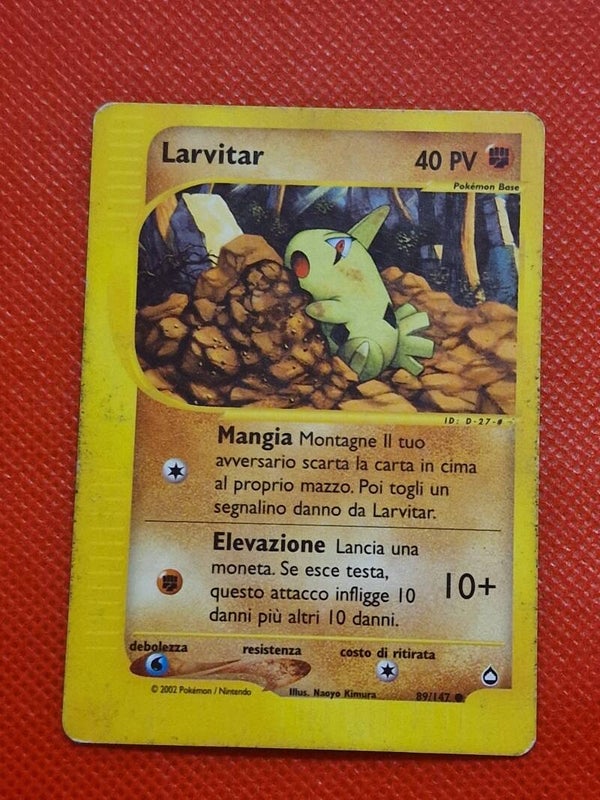 Larvitar 40 PV
Pokémon Base
ID: D-27-#
Mangia Montagne Il tuo
avversario scarta la carta in cima
al proprio mazzo. Poi togli un
segnalino danno da Larvitar.
Elevazione Lancia una
moneta. Se esce testa,
questo attacco infligge 10
danni più altri 10 danni.
10+
debolezza resistenza costo di ritirata
© 2002 Pokémon / Nintendo Illus. Naoyo Kimura 89/147